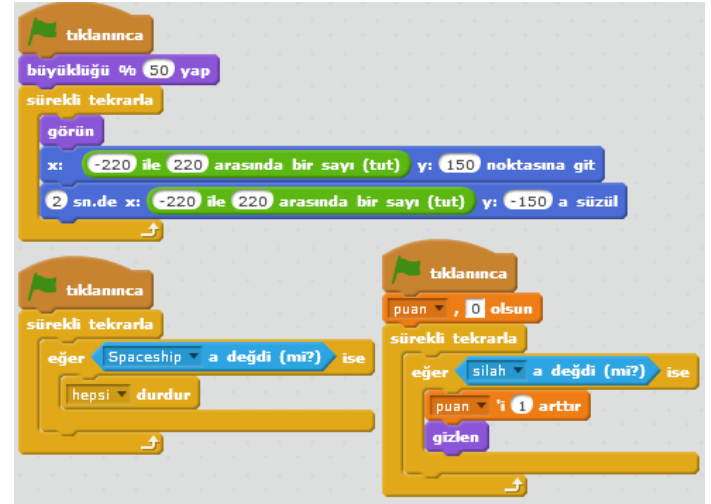 tıklanınca
büyüklüğü % 50 yap
sürekli tekrarla
görün
x: -220 ile 220 arasında bir sayı (tut) y: 150 noktasına git
2 sn.de x: -220 ile 220 arasında bir sayı (tut) y: -150 a süzül
tıklanınca
sürekli tekrarla
eğer Spaceship a değdi (mi?) ise
hepsi durdur
tıklanınca
puan , 0 olsun
sürekli tekrarla
eğer silah a değdi (mi?) ise
puan 'i 1 arttır
gizlen